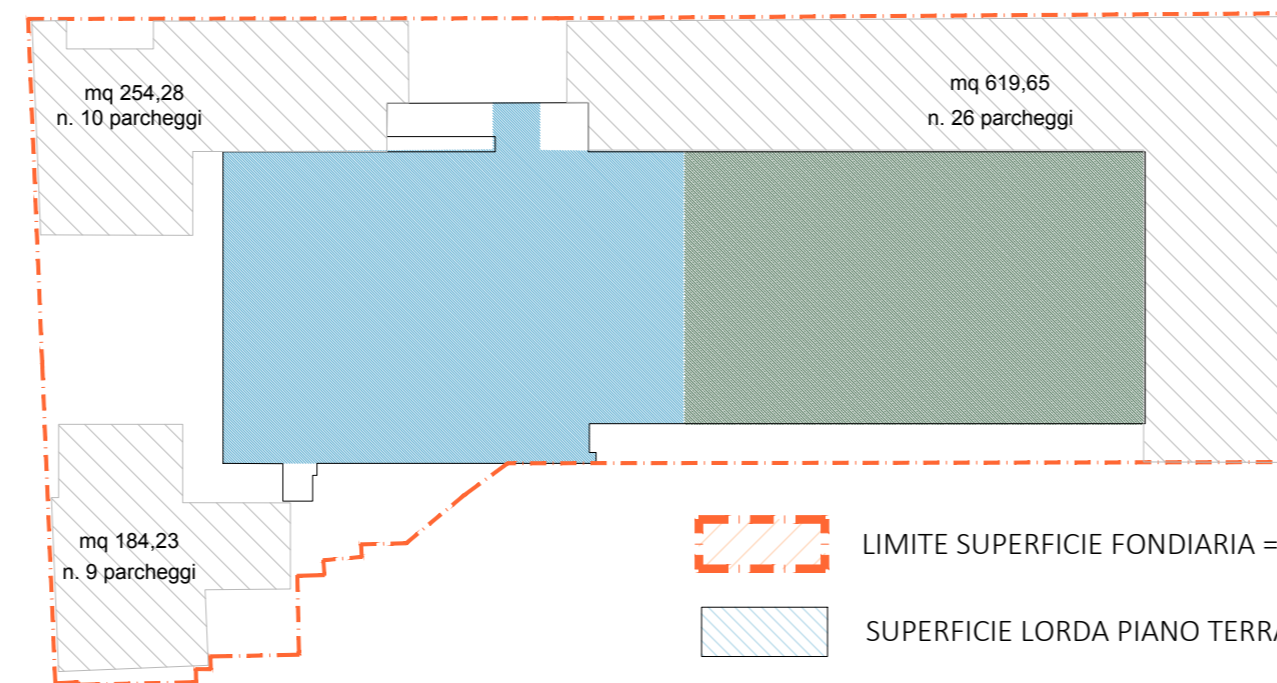 mq 254,28
n. 10 parcheggi
mq 619,65
n. 26 parcheggi
mq 184,23
n. 9 parcheggi
LIMITE SUPERFICIE FONDIARIA =
SUPERFICIE LORDA PIANO TERRA